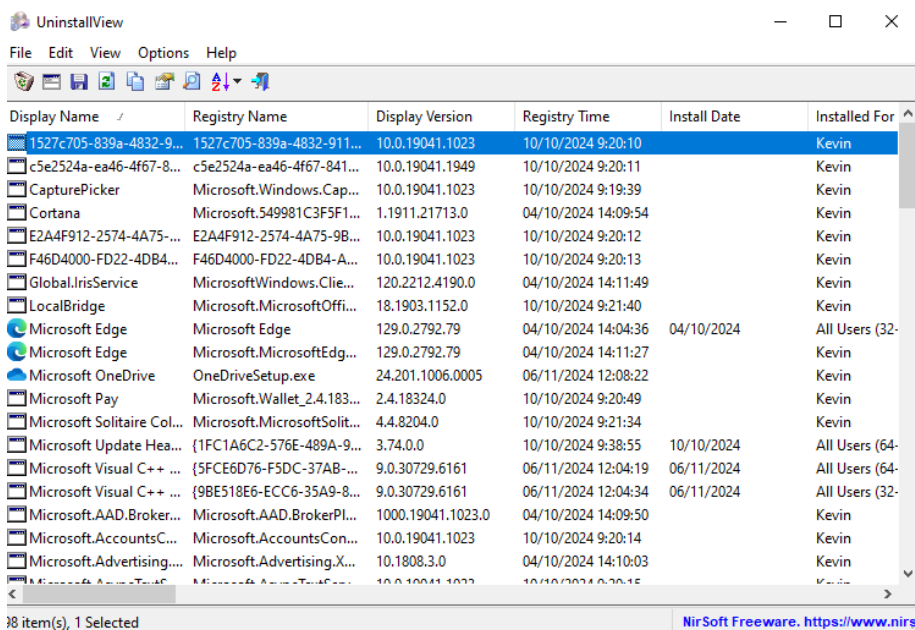 UninstallView
File Edit View Options Help
Display Name Registry Name Display Version Registry Time Install Date Installed For
1527c705-839a-4832-9... 1527c705-839a-4832-911... 10.0.19041.1023 10/10/2024 9:20:10 Kevin
c5e2524a-ea46-4f67-8... c5e2524a-ea46-4f67-841... 10.0.19041.1949 10/10/2024 9:20:11 Kevin
CapturePicker Microsoft.Windows.Cap... 10.0.19041.1023 10/10/2024 9:19:39 Kevin
Cortana Microsoft.549981C3F5F1... 1.1911.21713.0 04/10/2024 14:09:54 Kevin
E2A4F912-2574-4A75-... E2A4F912-2574-4A75-9B... 10.0.19041.1023 10/10/2024 9:20:12 Kevin
F46D4000-FD22-4DB4... F46D4000-FD22-4DB4-A... 10.0.19041.1023 10/10/2024 9:20:13 Kevin
Global.IrisService MicrosoftWindows.Clie... 120.2212.4190.0 04/10/2024 14:11:49 Kevin
LocalBridge Microsoft.MicrosoftOffi... 18.1903.1152.0 10/10/2024 9:21:40 Kevin
Microsoft Edge Microsoft Edge 129.0.2792.79 04/10/2024 14:04:36 04/10/2024 All Users (32-
Microsoft Edge Microsoft.MicrosoftEdg... 129.0.2792.79 04/10/2024 14:11:27 Kevin
Microsoft OneDrive OneDriveSetup.exe 24.201.1006.0005 06/11/2024 12:08:22 Kevin
Microsoft Pay Microsoft.Wallet_2.4.183... 2.4.18324.0 10/10/2024 9:20:49 Kevin
Microsoft Solitaire Col... Microsoft.MicrosoftSolit... 4.4.8204.0 10/10/2024 9:21:34 Kevin
Microsoft Update Hea... {1FC1A6C2-576E-489A-9... 3.74.0.0 10/10/2024 9:38:55 10/10/2024 All Users (64-
Microsoft Visual C++ ... {5FCE6D76-F5DC-37AB-... 9.0.30729.6161 06/11/2024 12:04:19 06/11/2024 All Users (64-
Microsoft Visual C++ ... {9BE518E6-ECC6-35A9-8... 9.0.30729.6161 06/11/2024 12:04:34 06/11/2024 All Users (32-
Microsoft.AAD.Broker... Microsoft.AAD.BrokerPl... 1000.19041.1023.0 04/10/2024 14:09:50 Kevin
Microsoft.AccountsC... Microsoft.AccountsCon... 10.0.19041.1023 10/10/2024 9:20:14 Kevin
Microsoft.Advertising.... Microsoft.Advertising.X... 10.1808.3.0 04/10/2024 14:10:03 Kevin
98 item(s), 1 Selected NirSoft Freeware. https://www.nirs